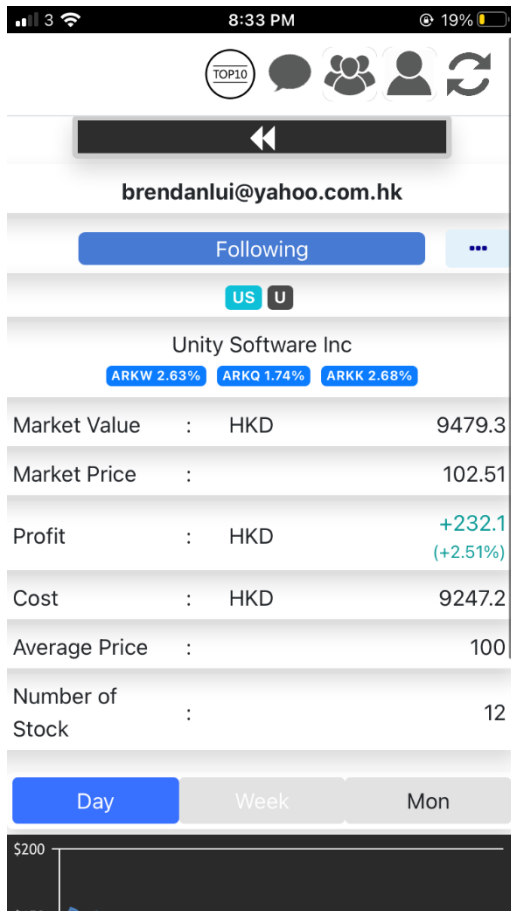 3 8:33 PM 19%
TOP10
brendanlui@yahoo.com.hk
Following •••
US U
Unity Software Inc
ARKW 2.63% ARKQ 1.74% ARKK 2.68%
Market Value : HKD 9479.3
Market Price : 102.51
Profit : HKD +232.1
(+2.51%)
Cost : HKD 9247.2
Average Price : 100
Number of
Stock : 12
Day Week Mon
$200